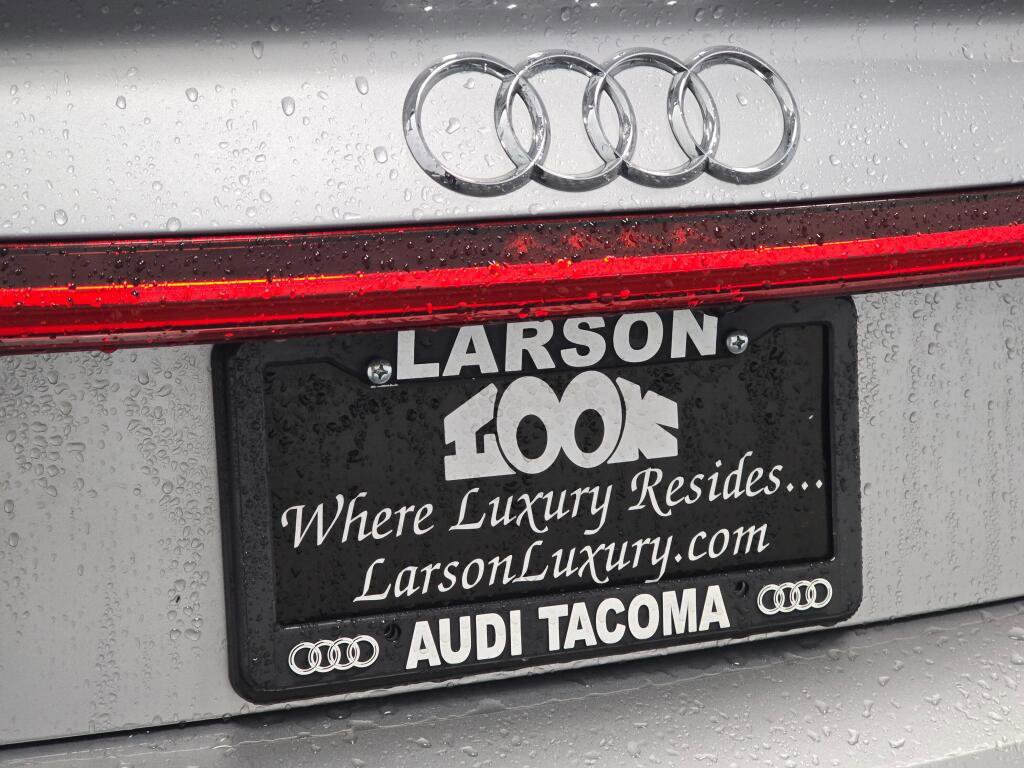 LARSON
LOOK
Where Luxury Resides...
LarsonLuxury.com
AUDI TACOMA